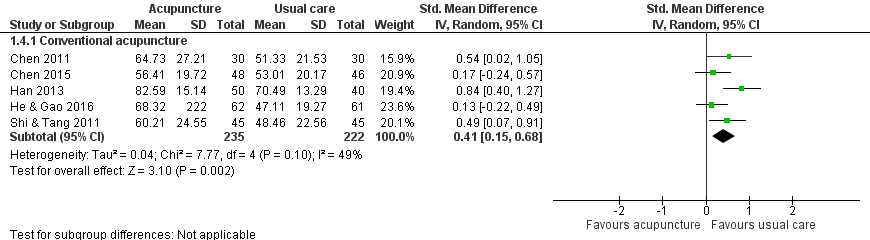 Acupuncture Usual care Std. Mean Difference Std. Mean Difference
Study or Subgroup Mean SD Total Mean SD Total Weight IV, Random, 95% CI IV, Random, 95% CI
1.4.1 Conventional acupuncture
Chen 2011 64.73 27.21 30 51.33 21.53 30 15.9% 0.54 [0.02, 1.05]
Chen 2015 56.41 19.72 48 53.01 20.17 46 20.9% 0.17 [-0.24, 0.57]
Han 2013 82.59 15.14 50 70.49 13.29 40 19.4% 0.84 [0.40, 1.27]
He & Gao 2016 68.32 222 62 47.11 19.27 61 23.6% 0.13 [-0.22, 0.49]
Shi & Tang 2011 60.21 24.55 45 48.46 22.56 45 20.1% 0.49 [0.07, 0.91]
Subtotal (95% CI) 235 222 100.0% 0.41 [0.15, 0.68]
Heterogeneity: Tau² = 0.04; Chi² = 7.77, df = 4 (P = 0.10); I² = 49%
Test for overall effect: Z = 3.10 (P = 0.002)
-2 -1 0 1 2
Favours acupuncture Favours usual care
Test for subgroup differences: Not applicable